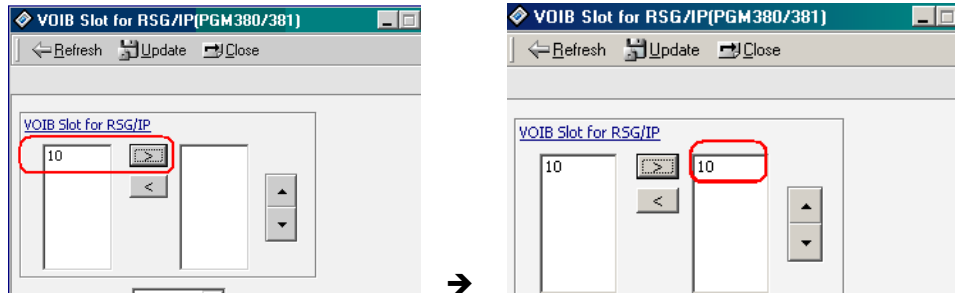 VOIB Slot for RSG/IP(PGM380/381)
Refresh Update Close
VOIB Slot for RSG/IP
10 >
<
➔
VOIB Slot for RSG/IP(PGM380/381)
Refresh Update Close
VOIB Slot for RSG/IP
10 > 10
<